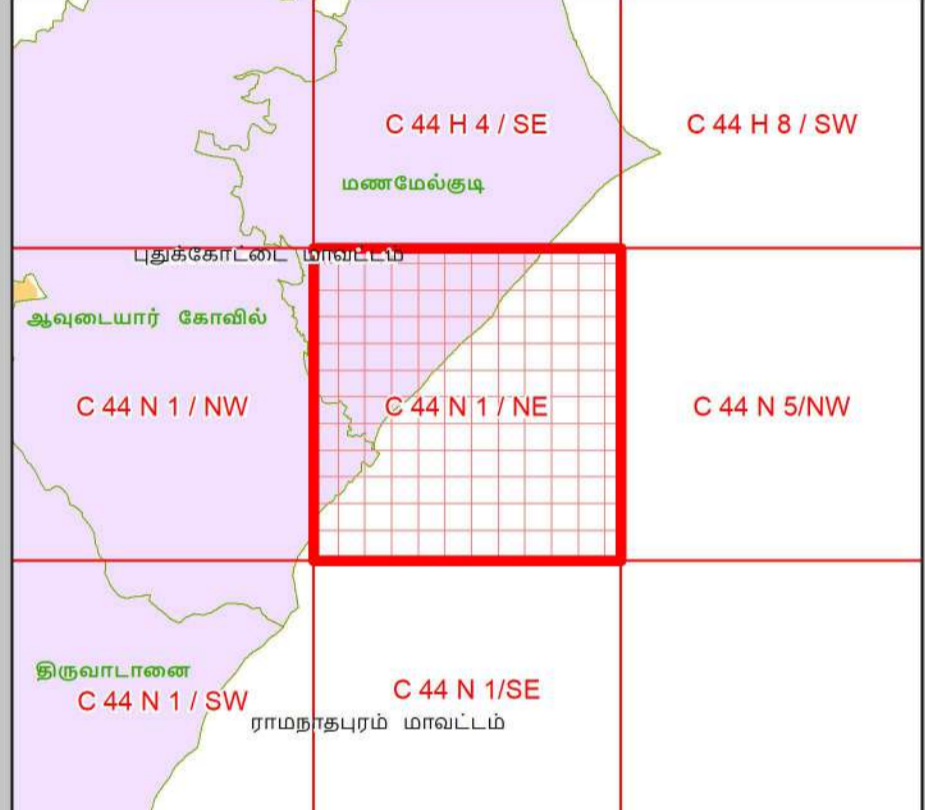 C 44 H 4 / SE
C 44 H 8 / SW
மணமேல்குடி
புதுக்கோட்டை மாவட்டம்
ஆவுடையார் கோவில்
C 44 N 1 / NW
C 44 N 1 / NE
C 44 N 5/NW
திருவாடானை
C 44 N 1 / SW
C 44 N 1/SE
ராமநாதபுரம் மாவட்டம்